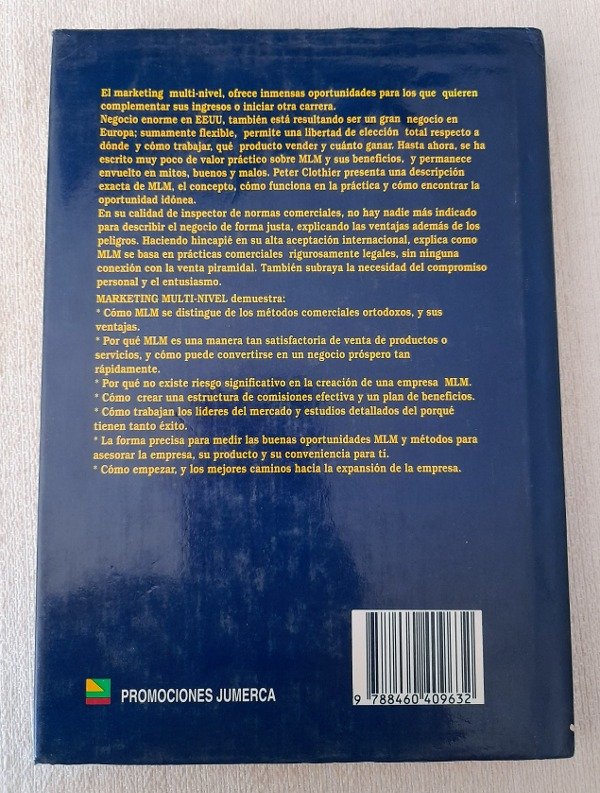 El marketing multi-nivel, ofrece inmensas oportunidades para los que quieren
complementar sus ingresos o iniciar otra carrera.
Negocio enorme en EEUU, también está resultando ser un gran negocio en
Europa; sumamente flexible, permite una libertad de elección total respecto a
dónde y cómo trabajar, qué producto vender y cuánto ganar. Hasta ahora, se ha
escrito muy poco de valor práctico sobre MLM y sus beneficios, y permanece
envuelto en mitos, buenos y malos. Peter Clothier presenta una descripción
exacta de MLM, el concepto, cómo funciona en la práctica y cómo encontrar la
oportunidad idónea.
En su calidad de inspector de normas comerciales, no hay nadie más indicado
para describir el negocio de forma justa, explicando las ventajas además de los
peligros. Haciendo hincapié en su alta aceptación internacional, explica como
MLM se basa en prácticas comerciales rigurosamente legales, sin ninguna
conexión con la venta piramidal. También subraya la necesidad del compromiso
personal y el entusiasmo.
MARKETING MULTI-NIVEL demuestra:
* Cómo MLM se distingue de los métodos comerciales ortodoxos, y sus
ventajas.
* Por qué MLM es una manera tan satisfactoria de venta de productos o
servicios, y cómo puede convertirse en un negocio próspero tan
rápidamente.
* Por qué no existe riesgo significativo en la creación de una empresa MLM.
* Cómo crear una estructura de comisiones efectiva y un plan de beneficios.
* Cómo trabajan los líderes del mercado y estudios detallados del porqué
tienen tanto éxito.
* La forma precisa para medir las buenas oportunidades MLM y métodos para
asesorar la empresa, su producto y su conveniencia para tí.
* Cómo empezar, y los mejores caminos hacia la expansión de la empresa.
PROMOCIONES JUMERCA
9 788460 409632